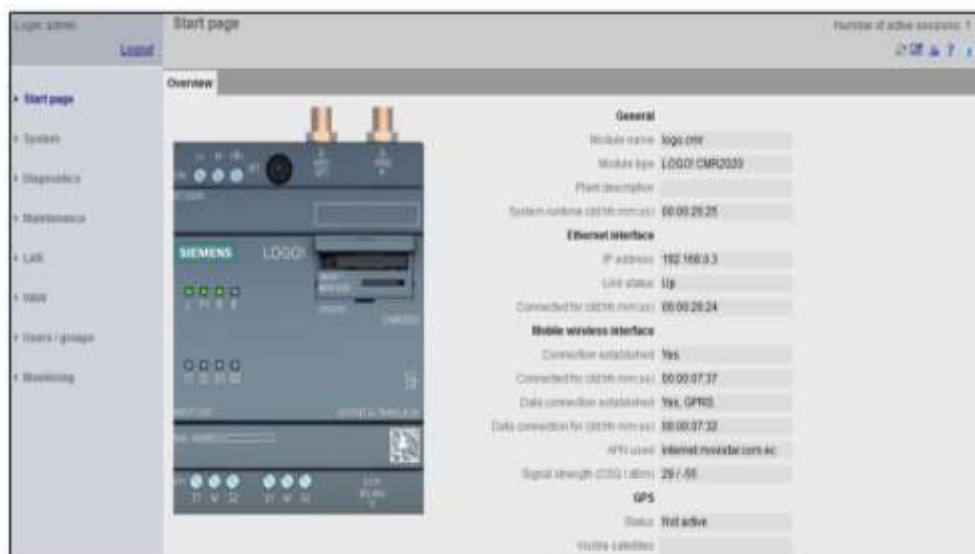 Login: admin
Logout
Start page
Number of active sessions: 1
Overview
Start page
System
Diagnostics
Maintenance
LAN
WAN
Users / groups
Monitoring
SIEMENS LOGO!
CMR2020
General
Module name logo.cmr
Module type LOGO! CMR2020
Plant description
System runtime (dd:hh:mm:ss) 00:00:28:25
Ethernet interface
IP address 192.168.0.3
Link status Up
Connected for (dd:hh:mm:ss) 00:00:28:24
Mobile wireless interface
Connection established Yes
Connected for (dd:hh:mm:ss) 00:00:07:37
Data connection established Yes, GPRS
Data connection for (dd:hh:mm:ss) 00:00:07:32
APN used internet.movistar.com.ec
Signal strength (CSQ / dBm) 29 / -55
GPS
Status Not active
Visible satellites